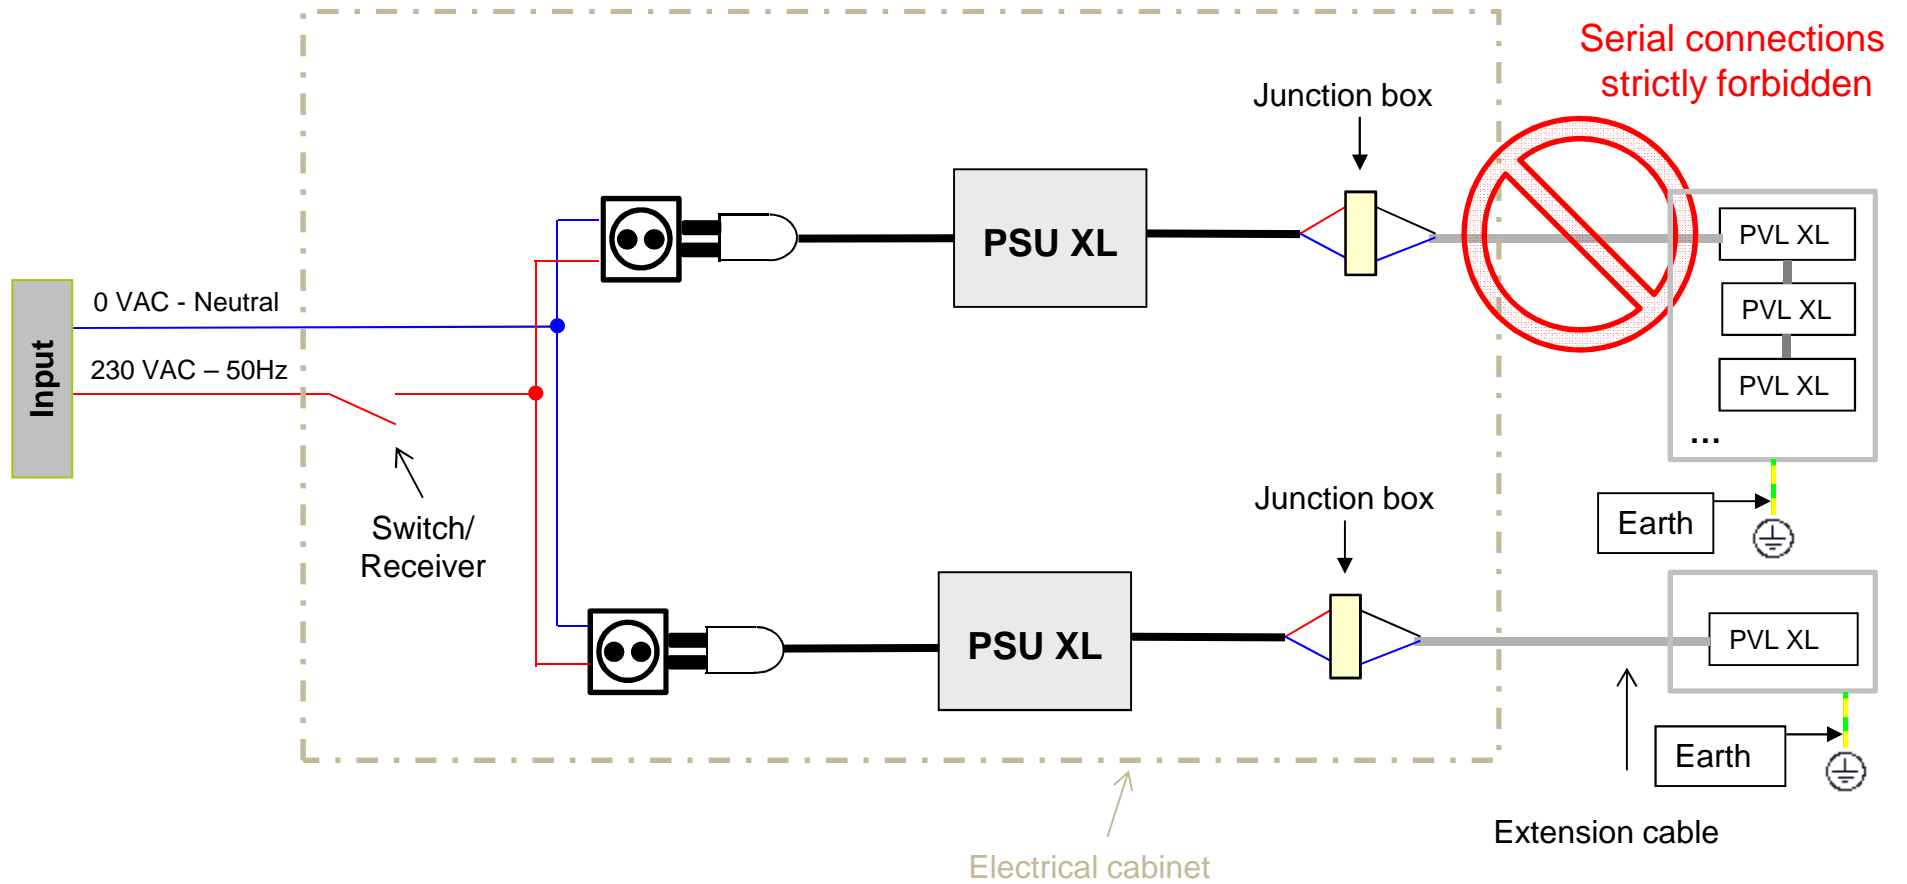 Serial connections
strictly forbidden
Junction box
PSU XL
PVL XL
PVL XL
PVL XL
...
0 VAC - Neutral
230 VAC – 50Hz
Input
Switch/
Receiver
Earth
Junction box
PSU XL
PVL XL
Earth
Extension cable
Electrical cabinet